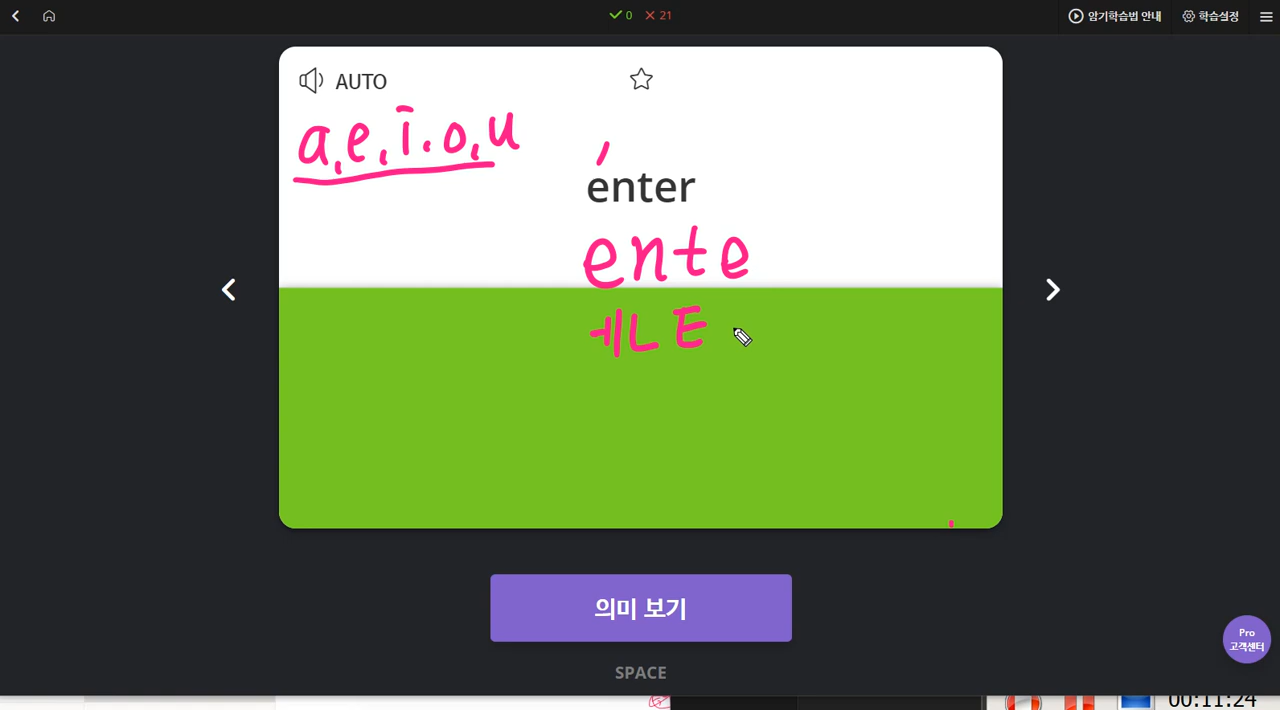 0 21 암기학습법 안내 학습설정
AUTO
a,e,ī.o,u
enter
ente
ㅔㄴㅌ
의미 보기
SPACE
Pro
고객센터
00:11:24